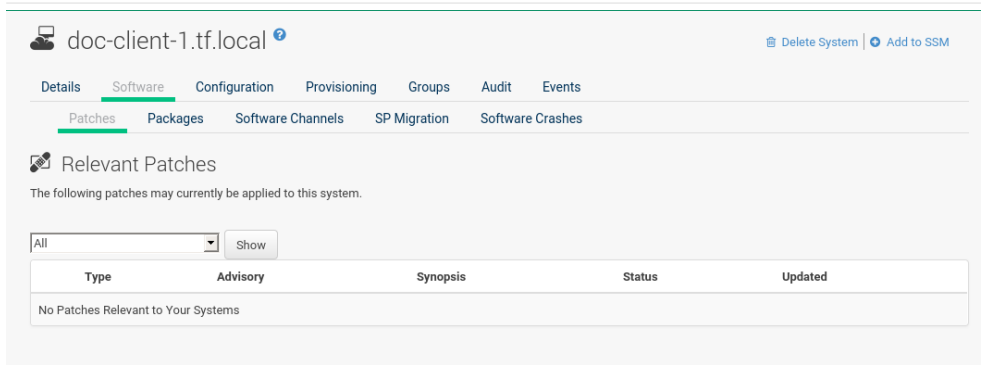 doc-client-1.tf.local ?
Delete System | Add to SSM
Details Software Configuration Provisioning Groups Audit Events
Patches Packages Software Channels SP Migration Software Crashes
Relevant Patches
The following patches may currently be applied to this system.
All Show
Type Advisory Synopsis Status Updated
No Patches Relevant to Your Systems